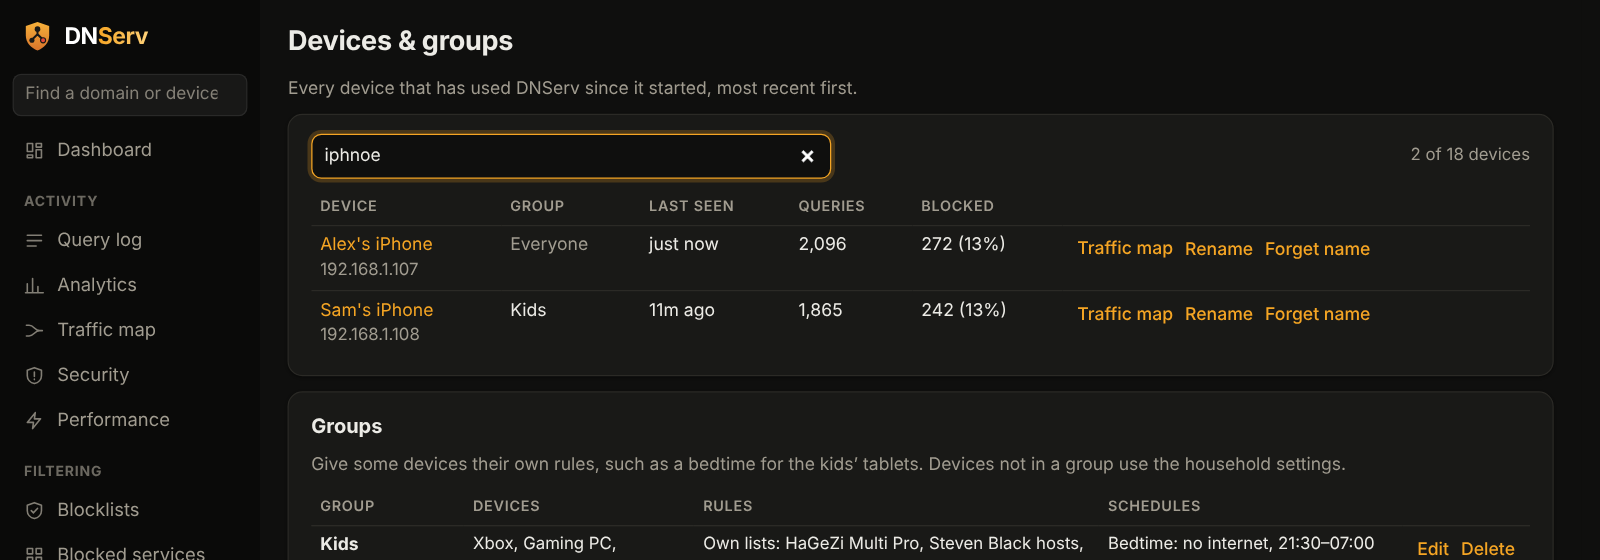 DNServ
Find a domain or device
Dashboard
ACTIVITY
Query log
Analytics
Traffic map
Security
Performance
FILTERING
Blocklists
Blocked services
Devices & groups
Every device that has used DNServ since it started, most recent first.
iphnoe
2 of 18 devices
DEVICE GROUP LAST SEEN QUERIES BLOCKED
Alex's iPhone Everyone just now 2,096 272 (13%) Traffic map Rename Forget name
192.168.1.107
Sam's iPhone Kids 11m ago 1,865 242 (13%) Traffic map Rename Forget name
192.168.1.108
Groups
Give some devices their own rules, such as a bedtime for the kids’ tablets. Devices not in a group use the household settings.
GROUP DEVICES RULES SCHEDULES
Kids Xbox, Gaming PC, Own lists: HaGeZi Multi Pro, Steven Black hosts, Bedtime: no internet, 21:30–07:00 Edit Delete